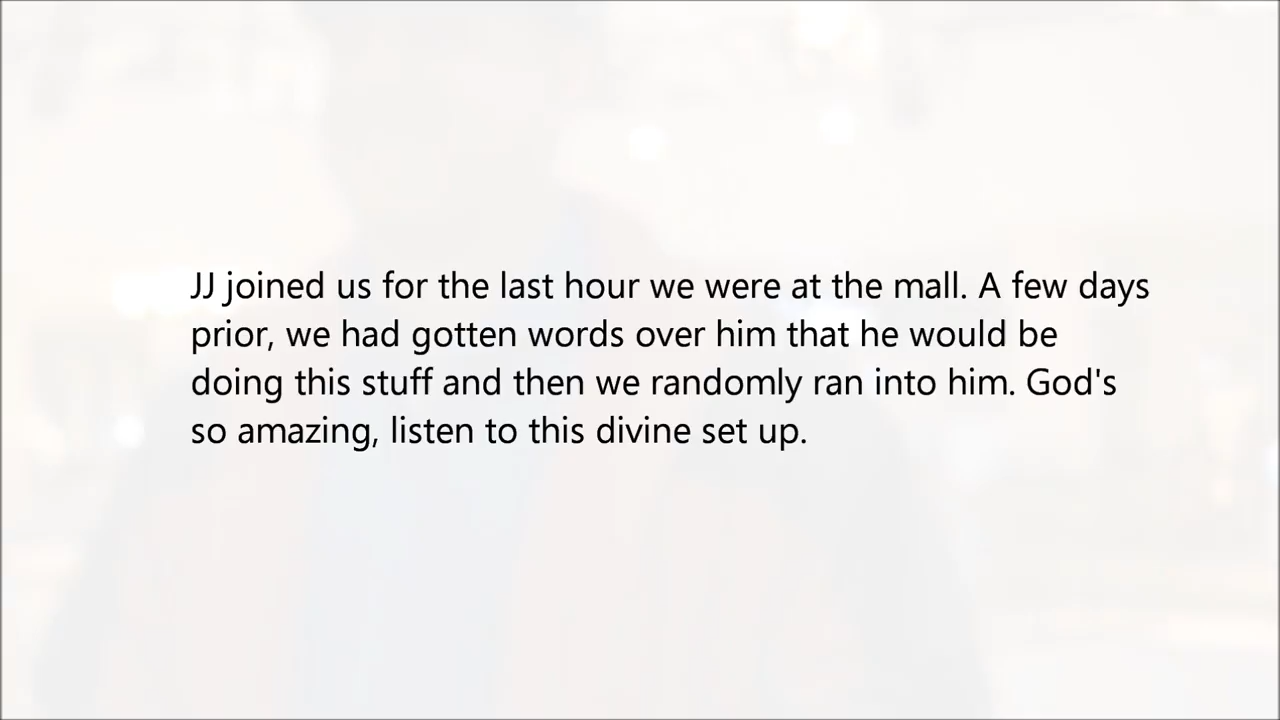 JJ joined us for the last hour we were at the mall. A few days
prior, we had gotten words over him that he would be
doing this stuff and then we randomly ran into him. God's
so amazing, listen to this divine set up.